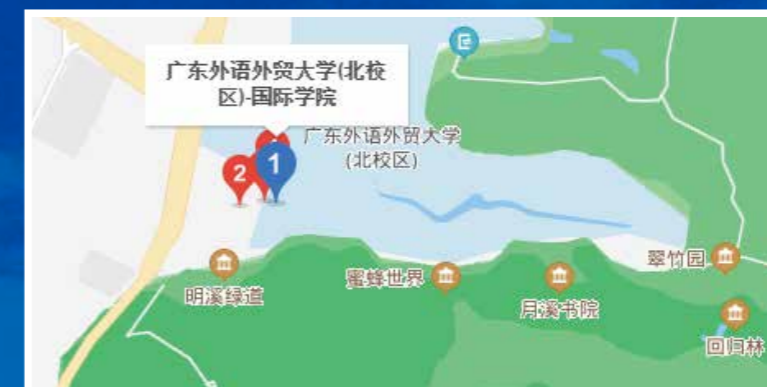 广东外语外贸大学(北校
区)-国际学院
广东外语外贸大学
(北校区)
2
1
明溪绿道
蜜蜂世界
月溪书院
翠竹园
回归林